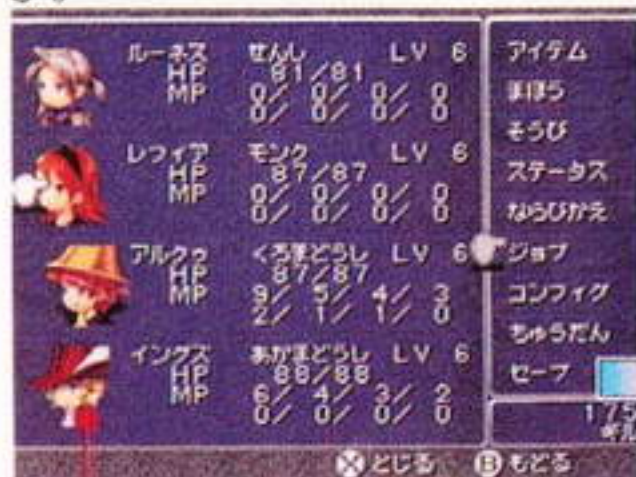 ルーネス せんし LV 6
HP 81/81
MP 0/ 0/ 0/ 0
0/ 0/ 0/ 0
レフィア モンク LV 6
HP 87/87
MP 0/ 0/ 0/ 0
0/ 0/ 0/ 0
アルクゥ くろまどうし LV 6
HP 87/87
MP 9/ 5/ 4/ 3
2/ 1/ 1/ 0
イングズ あかまどうし LV 6
HP 88/88
MP 6/ 4/ 3/ 2
0/ 0/ 0/ 0
アイテム
まほう
そうび
ステータス
ならびかえ
ジョブ
コンフィグ
ちゅうだん
セーブ
175
ギル
Ⓧとじる Ⓑもどる